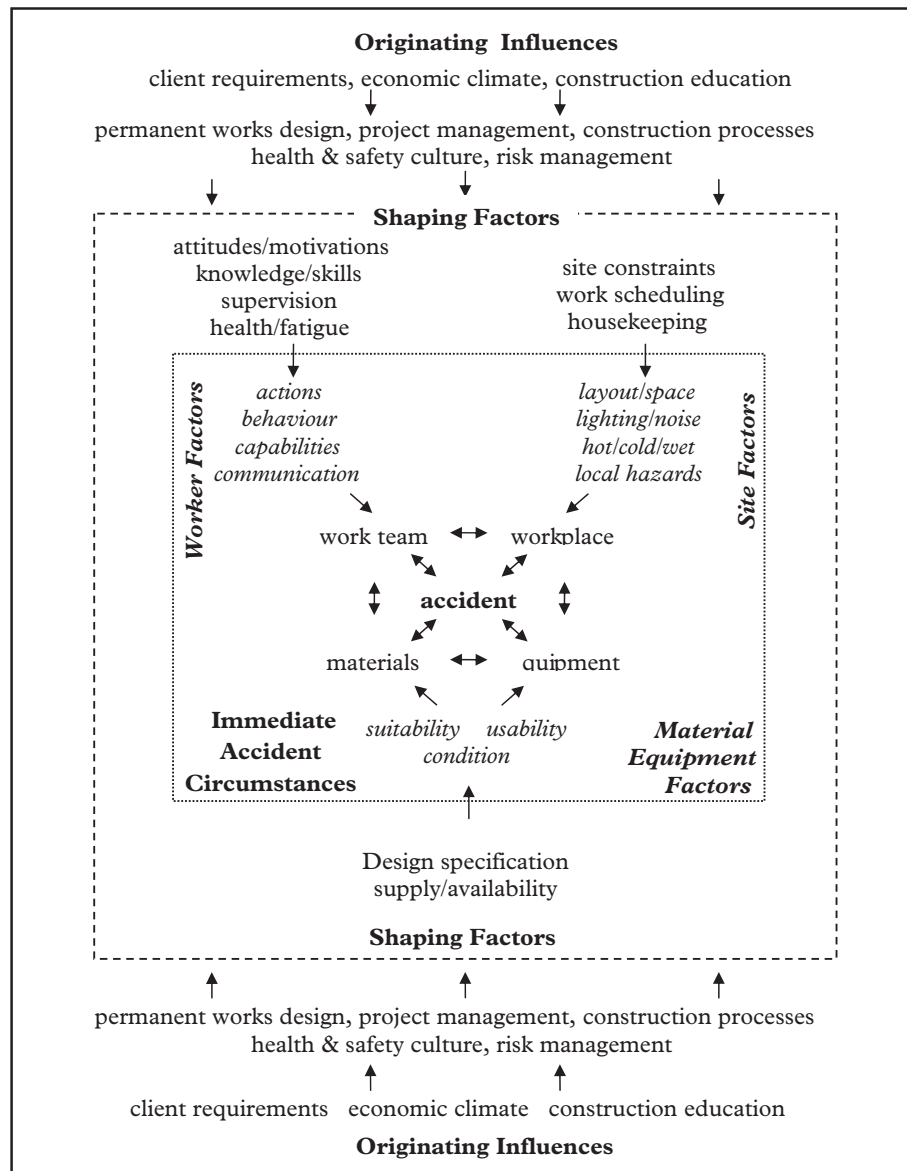 Originating Influences
client requirements, economic climate, construction education
permanent works design, project management, construction processes
health & safety culture, risk management
Shaping Factors
attitudes/motivations
knowledge/skills
supervision
health/fatigue
site constraints
work scheduling
housekeeping
Worker Factors
actions
behaviour
capabilities
communication
layout/space
lighting/noise
hot/cold/wet
local hazards
Site Factors
work team
workplace
accident
materials
quipment
Immediate
Accident
Circumstances
suitability usability
condition
Material
Equipment
Factors
Design specification
supply/availability
Shaping Factors
permanent works design, project management, construction processes
health & safety culture, risk management
client requirements economic climate construction education
Originating Influences